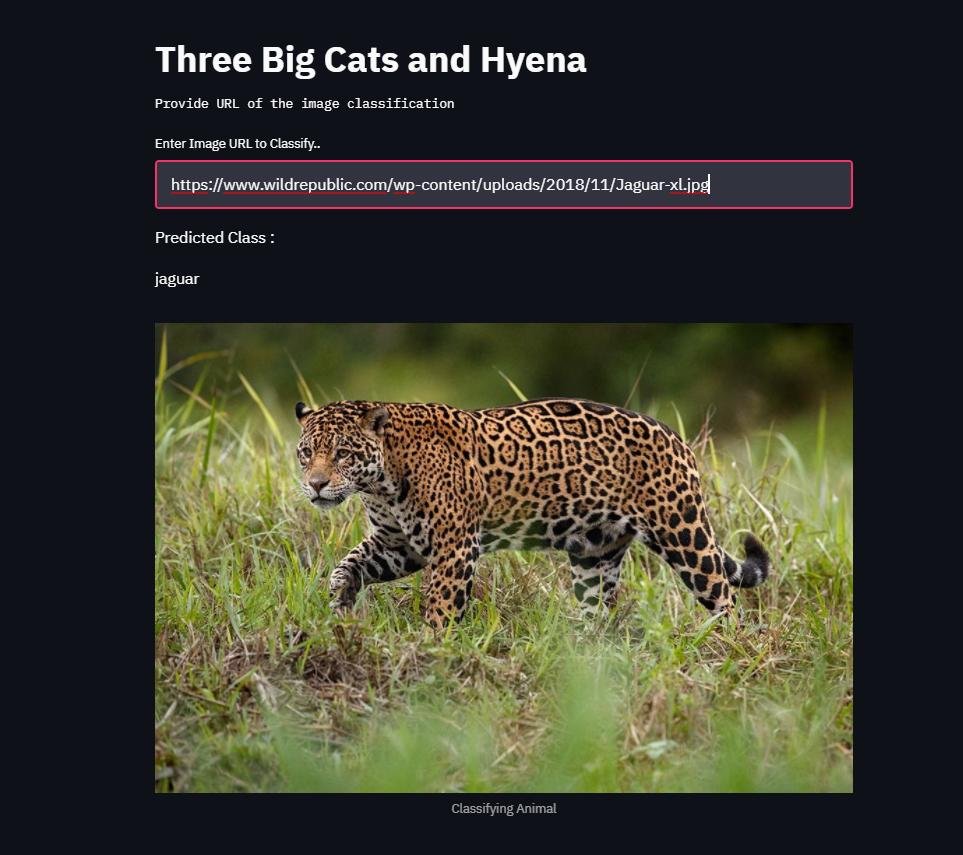 Three Big Cats and Hyena
Provide URL of the image classification
Enter Image URL to Classify..
https://www.wildrepublic.com/wp-content/uploads/2018/11/Jaguar-xl.jpg
Predicted Class :
jaguar
Classifying Animal